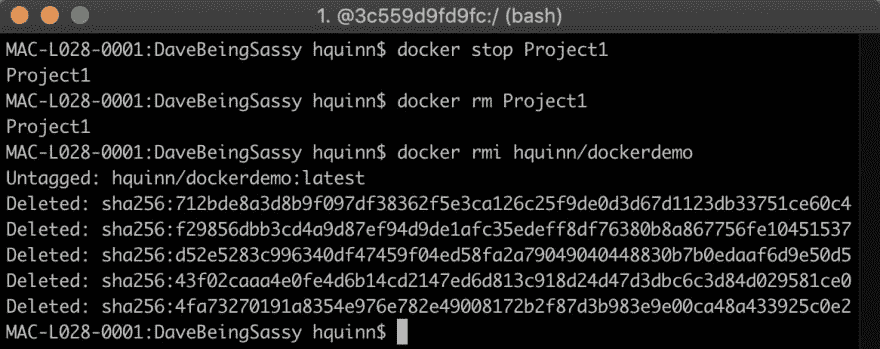 1. @3c559d9fd9fc:/ (bash)
MAC-L028-0001:DaveBeingSassy hquinn$ docker stop Project1
Project1
MAC-L028-0001:DaveBeingSassy hquinn$ docker rm Project1
Project1
MAC-L028-0001:DaveBeingSassy hquinn$ docker rmi hquinn/dockerdemo
Untagged: hquinn/dockerdemo:latest
Deleted: sha256:712bde8a3d8b9f097df38362f5e3ca126c25f9de0d3d67d1123db33751ce60c4
Deleted: sha256:f29856dbb3cd4a9d87ef94d9de1afc35edeff8df76380b8a867756fe10451537
Deleted: sha256:d52e5283c996340df47459f04ed58fa2a79049040448830b7b0edaaf6d9e50d5
Deleted: sha256:43f02caaa4e0fe4d6b14cd2147ed6d813c918d24d47d3dbc6c3d84d029581ce0
Deleted: sha256:4fa73270191a8354e976e782e49008172b2f87d3b983e9e00ca48a433925c0e2
MAC-L028-0001:DaveBeingSassy hquinn$